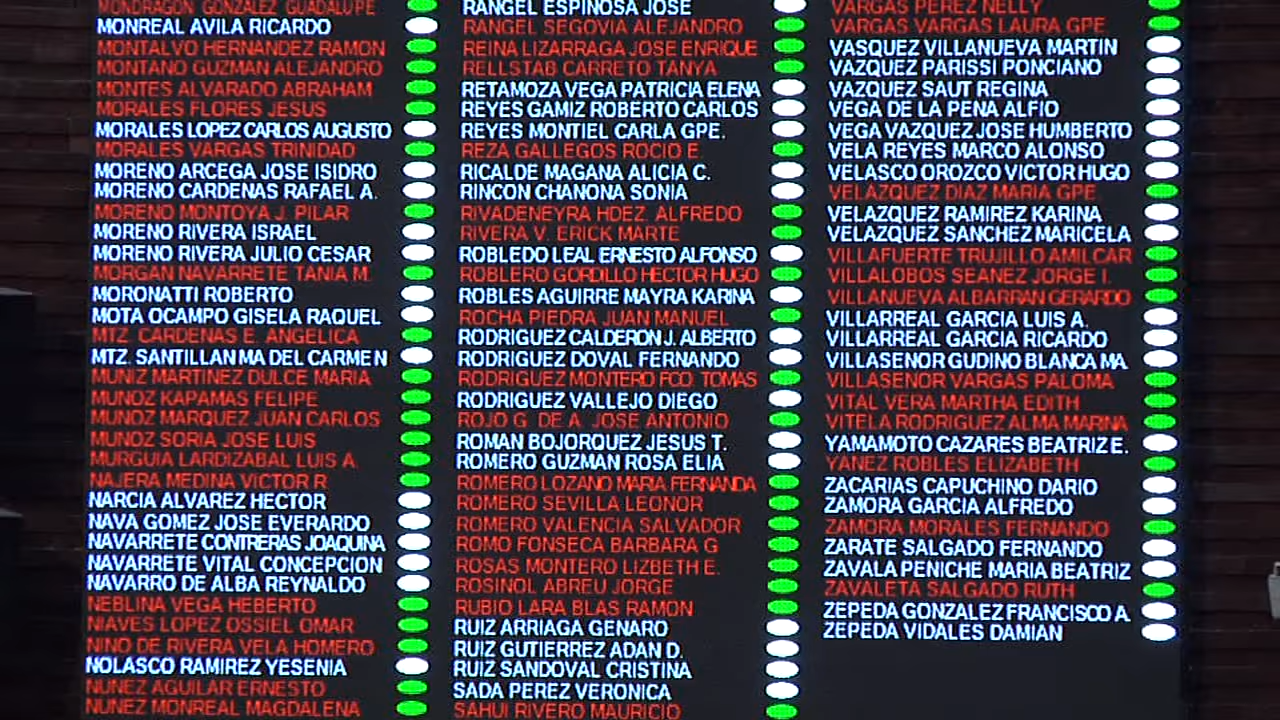 MONDRAGON GONZALEZ GUADALUPE
MONREAL AVILA RICARDO
MONTALVO HERNANDEZ RAMON
MONTANO GUZMAN ALEJANDRO
MONTES ALVARADO ABRAHAM
MORALES FLORES JESUS
MORALES LOPEZ CARLOS AUGUSTO
MORALES VARGAS TRINIDAD
MORENO ARCEGA JOSE ISIDRO
MORENO CARDENAS RAFAEL A.
MORENO MONTOYA J. PILAR
MORENO RIVERA ISRAEL
MORENO RIVERA JULIO CESAR
MORGAN NAVARRETE TANIA M.
MORONATTI ROBERTO
MOTA OCAMPO GISELA RAQUEL
MTZ. CARDENAS E. ANGELICA
MTZ. SANTILLAN MA DEL CARMEN
MUNIZ MARTINEZ DULCE MARIA
MUNOZ KAPAMAS FELIPE
MUNOZ MARQUEZ JUAN CARLOS
MUNOZ SORIA JOSE LUIS
MURGUIA LARDIZABAL LUIS A.
NAJERA MEDINA VICTOR R
NARCIA ALVAREZ HECTOR
NAVA GOMEZ JOSE EVERARDO
NAVARRETE CONTRERAS JOAQUINA
NAVARRETE VITAL CONCEPCION
NAVARRO DE ALBA REYNALDO
NEBLINA VEGA HEBERTO
NIAVES LOPEZ OSSIEL OMAR
NINO DE RIVERA VELA HOMERO
NOLASCO RAMIREZ YESENIA
NUNEZ AGUILAR ERNESTO
NUNEZ MONREAL MAGDALENA
RANGEL ESPINOSA JOSE
RANGEL SEGOVIA ALEJANDRO
REINA LIZARRAGA JOSE ENRIQUE
RELLSTAB CARRETO TANYA
RETAMOZA VEGA PATRICIA ELENA
REYES GAMIZ ROBERTO CARLOS
REYES MONTIEL CARLA GPE.
REZA GALLEGOS ROCIO E.
RICALDE MAGANA ALICIA C.
RINCON CHANONA SONIA
RIVADENEYRA HDEZ. ALFREDO
RIVERA V. ERICK MARTE
ROBLEDO LEAL ERNESTO ALFONSO
ROBLERO GORDILLO HECTOR HUGO
ROBLES AGUIRRE MAYRA KARINA
ROCHA PIEDRA JUAN MANUEL
RODRIGUEZ CALDERON J. ALBERTO
RODRIGUEZ DOVAL FERNANDO
RODRIGUEZ MONTERO FCO. TOMAS
RODRIGUEZ VALLEJO DIEGO
ROJO G. DE A. JOSE ANTONIO
ROMAN BOJORQUEZ JESUS T.
ROMERO GUZMAN ROSA ELIA
ROMERO LOZANO MARIA FERNANDA
ROMERO SEVILLA LEONOR
ROMERO VALENCIA SALVADOR
ROMO FONSECA BARBARA G
ROSAS MONTERO LIZBETH E.
ROSINOL ABREU JORGE
RUBIO LARA BLAS RAMON
RUIZ ARRIAGA GENARO
RUIZ GUTIERREZ ADAN D.
RUIZ SANDOVAL CRISTINA
SADA PEREZ VERONICA
SAHUI RIVERO MAURICIO
VARGAS PEREZ NELLY
VARGAS VARGAS LAURA GPE
VASQUEZ VILLANUEVA MARTIN
VAZQUEZ PARISSI PONCIANO
VAZQUEZ SAUT REGINA
VEGA DE LA PENA ALFIO
VEGA VAZQUEZ JOSE HUMBERTO
VELA REYES MARCO ALONSO
VELASCO OROZCO VICTOR HUGO
VELAZQUEZ DIAZ MARIA GPE
VELAZQUEZ RAMIREZ KARINA
VELAZQUEZ SANCHEZ MARICELA
VILLAFUERTE TRUJILLO AMILCAR
VILLALOBOS SEANEZ JORGE I.
VILLANUEVA ALBARRAN GERARDO
VILLARREAL GARCIA LUIS A.
VILLARREAL GARCIA RICARDO
VILLASENOR GUDINO BLANCA MA.
VILLASENOR VARGAS PALOMA
VITAL VERA MARTHA EDITH
VITELA RODRIGUEZ ALMA MARINA
YAMAMOTO CAZARES BEATRIZ E.
YANEZ ROBLES ELIZABETH
ZACARIAS CAPUCHINO DARIO
ZAMORA GARCIA ALFREDO
ZAMORA MORALES FERNANDO
ZARATE SALGADO FERNANDO
ZAVALA PENICHE MARIA BEATRIZ
ZAVALETA SALGADO RUTH
ZEPEDA GONZALEZ FRANCISCO A.
ZEPEDA VIDALES DAMIAN